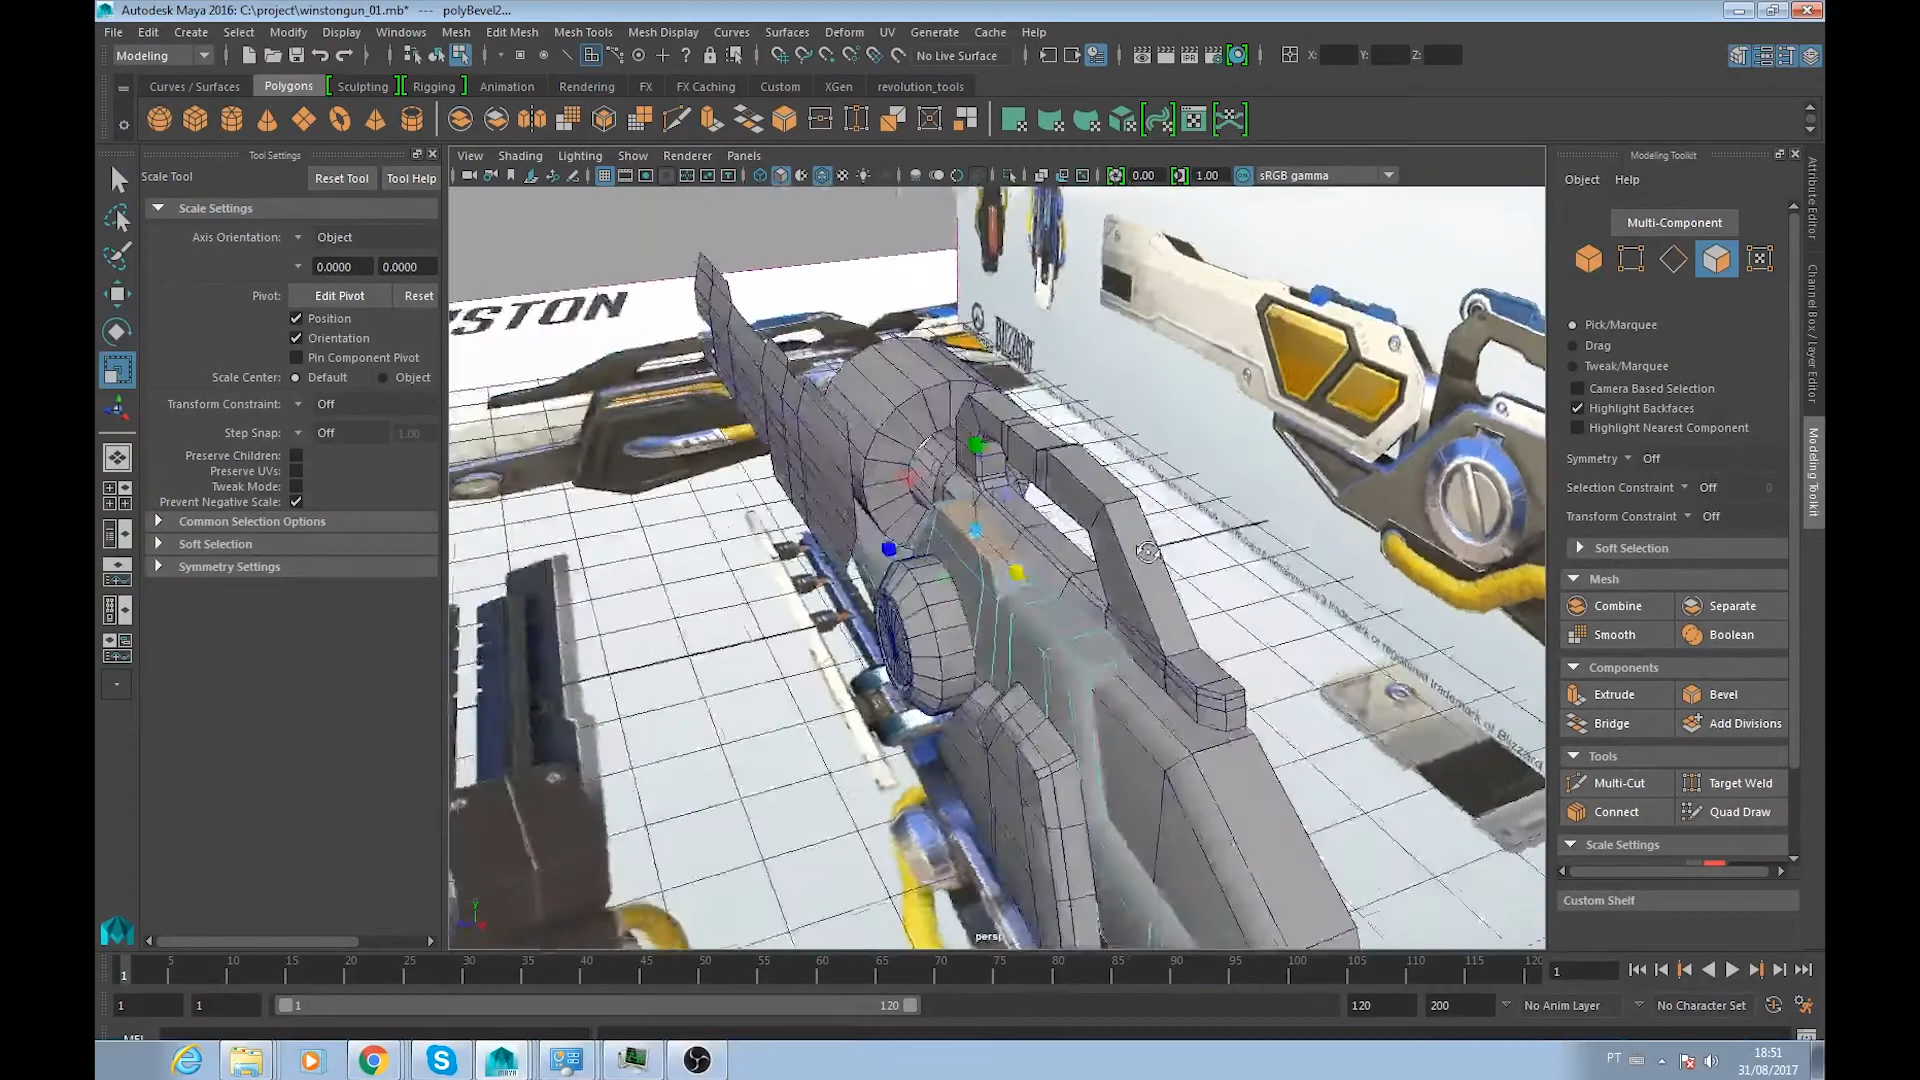 Autodesk Maya 2016: C:\project\winstongun_01.mb* --- polyBevel2...
File Edit Create Select Modify Display Windows Mesh Edit Mesh Mesh Tools Mesh Display Curves Surfaces Deform UV Generate Cache Help
Modeling No Live Surface X: Y: Z:
Curves / Surfaces Polygons Sculpting Rigging Animation Rendering FX FX Caching Custom XGen revolution_tools
Tool Settings
Scale Tool Reset Tool Tool Help
Scale Settings
Axis Orientation: Object
0.0000 0.0000
Pivot: Edit Pivot Reset
Position
Orientation
Pin Component Pivot
Scale Center: Default Object
Transform Constraint: Off
Step Snap: Off 1.00
Preserve Children:
Preserve UVs:
Tweak Mode:
Prevent Negative Scale:
Common Selection Options
Soft Selection
Symmetry Settings
View Shading Lighting Show Renderer Panels
0.00 1.00 ON sRGB gamma
STON
BLIZZARD
persp
Modeling Toolkit
Object Help
Multi-Component
Pick/Marquee
Drag
Tweak/Marquee
Camera Based Selection
Highlight Backfaces
Highlight Nearest Component
Symmetry Off
Selection Constraint Off 0
Transform Constraint Off
Soft Selection
Mesh
Combine Separate
Smooth Boolean
Components
Extrude Bevel
Bridge Add Divisions
Tools
Multi-Cut Target Weld
Connect Quad Draw
Scale Settings
Custom Shelf
Attribute Editor
Channel Box / Layer Editor
Modeling Toolkit
1 5 10 15 20 25 30 35 40 45 50 55 60 65 70 75 80 85 90 95 100 105 110 115 120 1
1 1 1 120 120 200 No Anim Layer No Character Set
MEL
MAYA
PT 18:51
31/08/2017